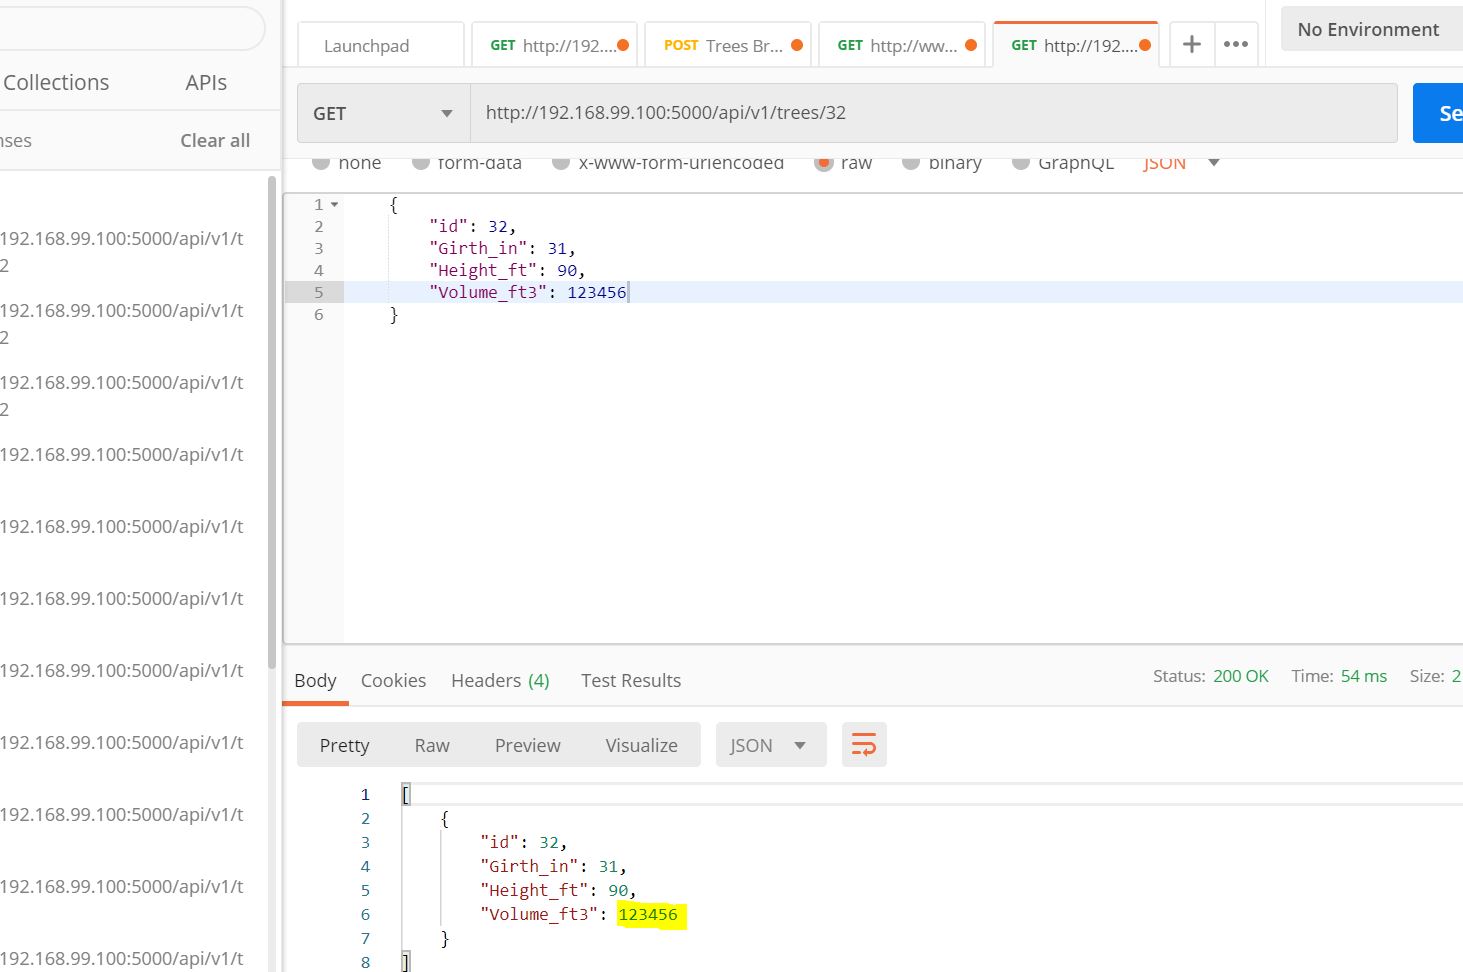 Launchpad
GET http://192....
POST Trees Br...
GET http://ww...
GET http://192....
No Environment
Collections
APIs
Clear all
GET
http://192.168.99.100:5000/api/v1/trees/32
Se
none
form-data
x-www-form-urlencoded
raw
binary
GraphQL
JSON
nses
192.168.99.100:5000/api/v1/t
2
192.168.99.100:5000/api/v1/t
2
192.168.99.100:5000/api/v1/t
2
192.168.99.100:5000/api/v1/t
192.168.99.100:5000/api/v1/t
192.168.99.100:5000/api/v1/t
192.168.99.100:5000/api/v1/t
192.168.99.100:5000/api/v1/t
192.168.99.100:5000/api/v1/t
192.168.99.100:5000/api/v1/t
192.168.99.100:5000/api/v1/t
1 {
2 "id": 32,
3 "Girth_in": 31,
4 "Height_ft": 90,
5 "Volume_ft3": 123456
6 }
Body
Cookies
Headers (4)
Test Results
Status: 200 OK
Time: 54 ms
Size: 2
Pretty
Raw
Preview
Visualize
JSON
1 [
2 {
3 "id": 32,
4 "Girth_in": 31,
5 "Height_ft": 90,
6 "Volume_ft3": 123456
7 }
8 ]